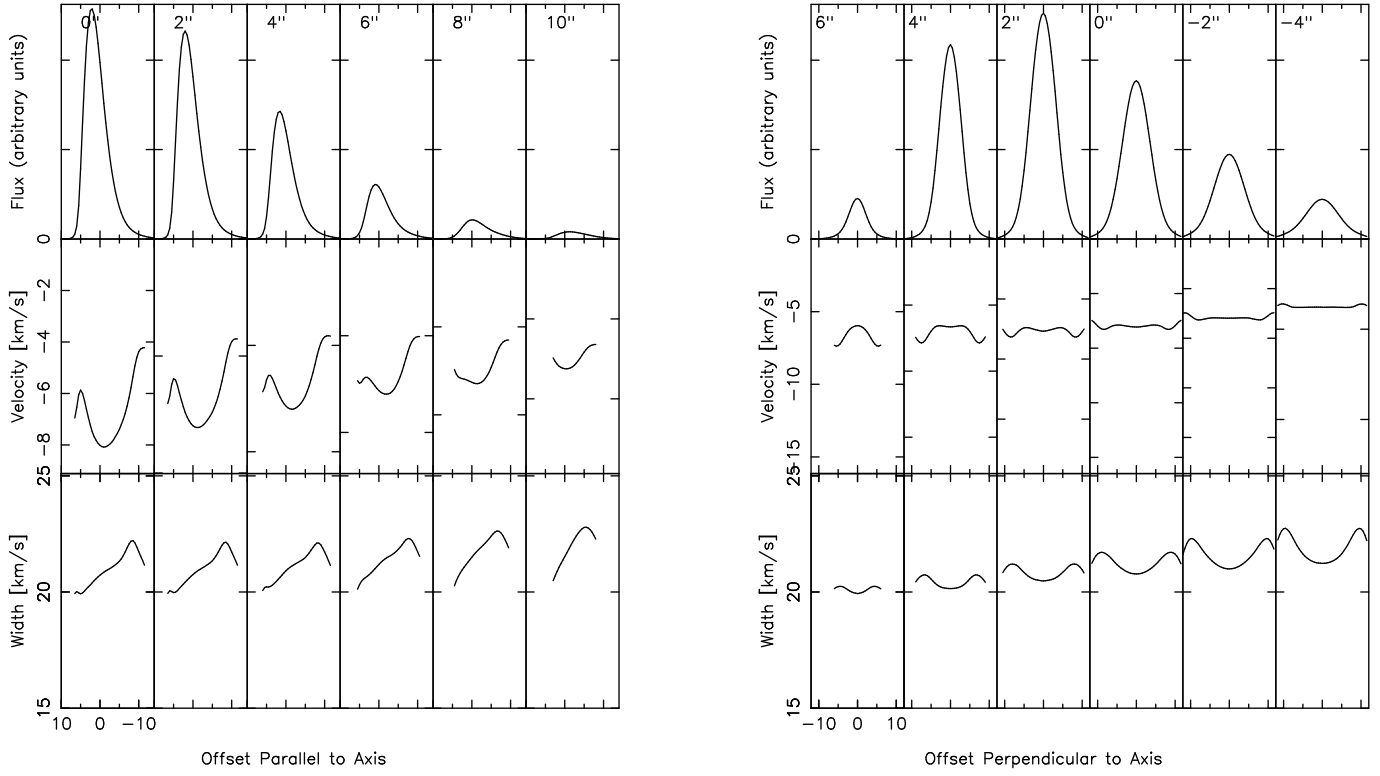 Flux (arbitrary units)
0
0" 2" 4" 6" 8" 10"
Velocity [km/s]
−2
−4
−6
−8
Width [km/s]
25
20
15
10 0 −10
Offset Parallel to Axis
Flux (arbitrary units)
0
6" 4" 2" 0" −2" −4"
Velocity [km/s]
−5
−10
−15
Width [km/s]
25
20
15
−10 0 10
Offset Perpendicular to Axis